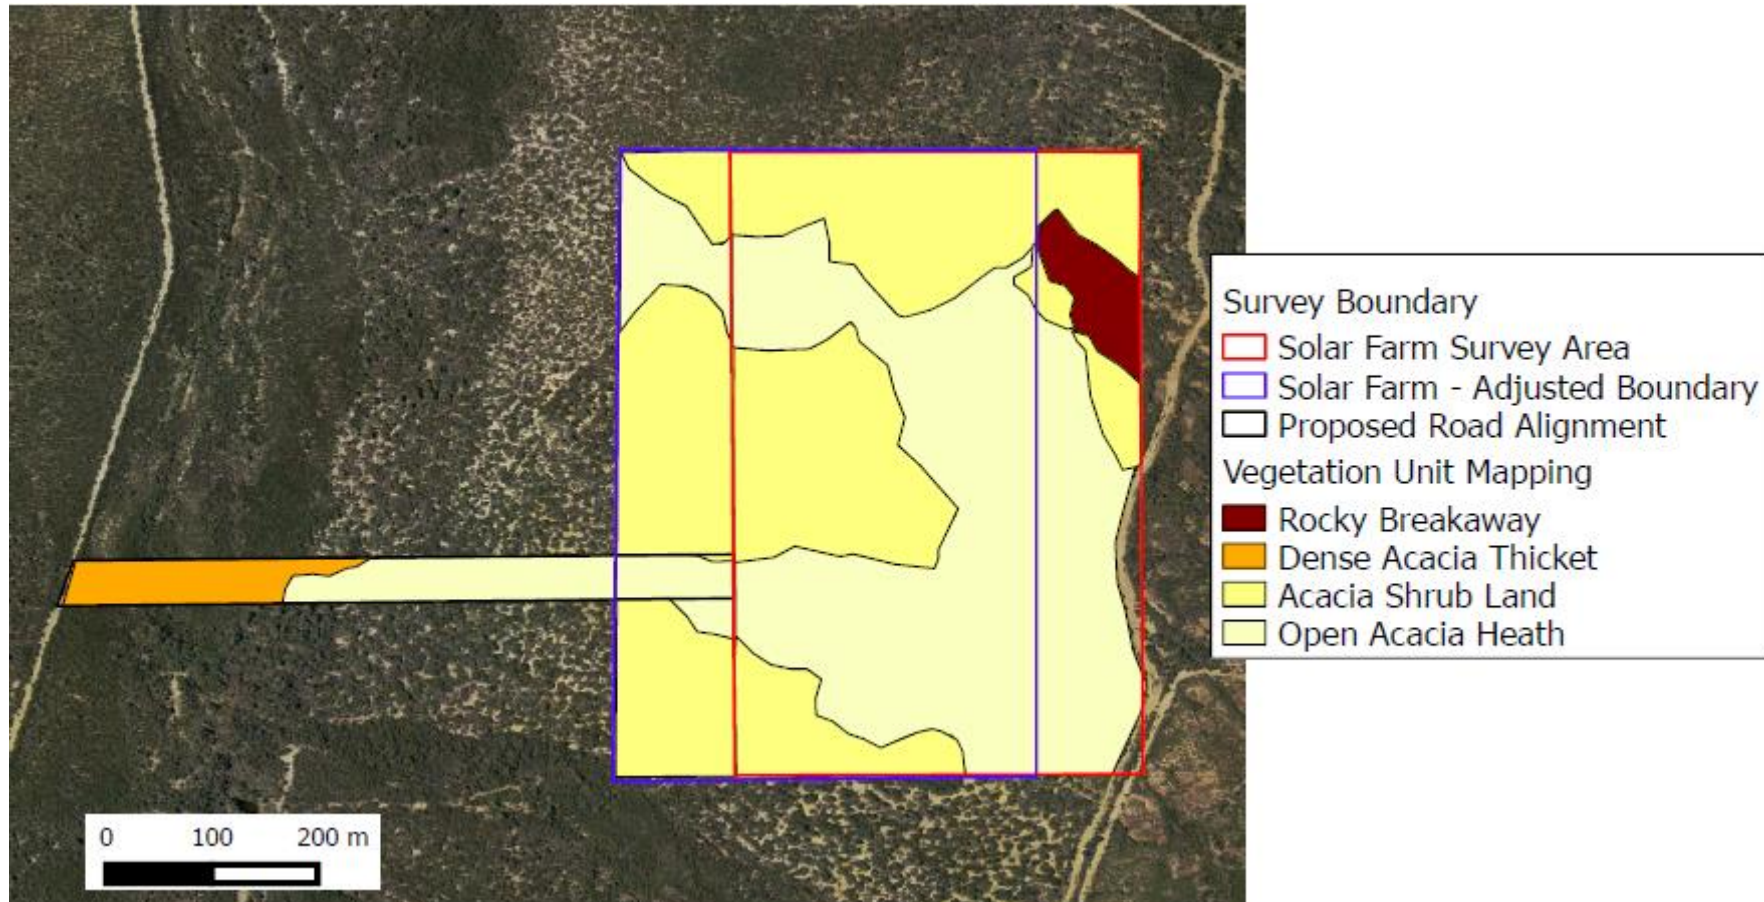 Survey Boundary
Solar Farm Survey Area
Solar Farm - Adjusted Boundary
Proposed Road Alignment
Vegetation Unit Mapping
Rocky Breakaway
Dense Acacia Thicket
Acacia Shrub Land
Open Acacia Heath
0 100 200 m